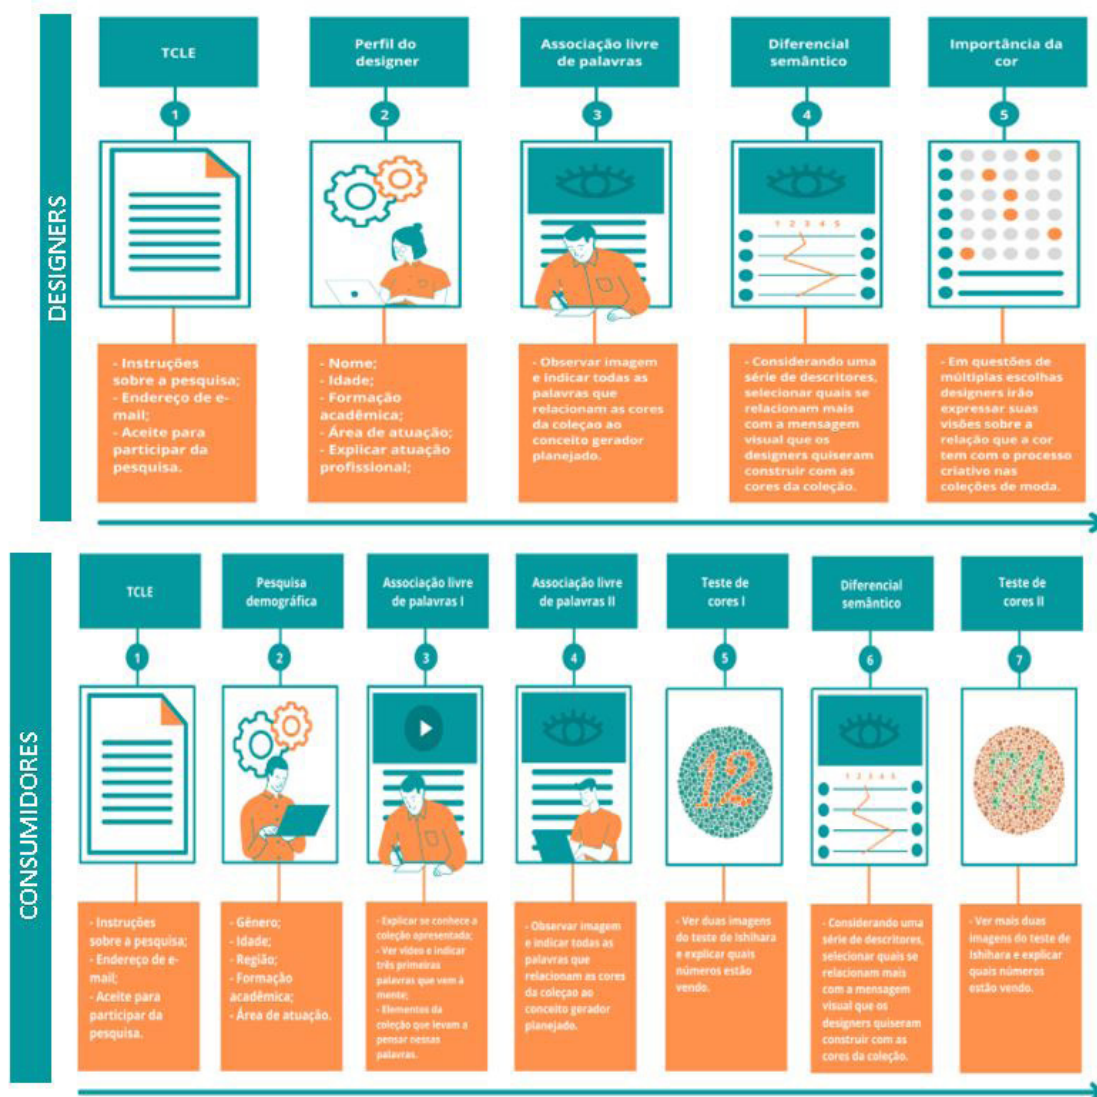 DESIGNERS
TCLE
1
- Instruções
sobre a pesquisa;
- Endereço de e-
mail;
- Aceite para
participar da
pesquisa.
Perfil do
designer
2
- Nome;
- Idade;
- Formação
acadêmica;
- Área de atuação;
- Explicar atuação
profissional;
Associação livre
de palavras
3
- Observar imagem
e indicar todas as
palavras que
relacionam as cores
da coleçao ao
conceito gerador
planejado.
Diferencial
semântico
4
1 2 3 4 5
- Considerando uma
série de descritores,
selecionar quais se
relacionam mais
com a mensagem
visual que os
designers quiseram
construir com as
cores da coleção.
Importância da
cor
5
- Em questões de
múltiplas escolhas
designers irão
expressar suas
visões sobre a
relação que a cor
tem com o processo
criativo nas
coleções de moda.
CONSUMIDORES
TCLE
1
- Instruções
sobre a pesquisa;
- Endereço de e-
mail;
- Aceite para
participar da
pesquisa.
Pesquisa
demográfica
2
- Gênero;
- Idade;
- Região;
- Formação
acadêmica;
- Área de atuação.
Associação livre
de palavras I
3
- Explicar se conhece a
coleção apresentada;
- Ver vídeo e indicar
três primeiras
palavras que vem à
mente;
- Elementos da
coleção que levam a
pensar nessas
palavras.
Associação livre
de palavras II
4
- Observar imagem
e indicar todas as
palavras que
relacionam as cores
da coleçao ao
conceito gerador
planejado.
Teste de
cores I
5
12
- Ver duas imagens
do teste de Ishihara
e explicar quais
números estão
vendo.
Diferencial
semântico
6
1 2 3 4 5
- Considerando uma
série de descritores,
selecionar quais se
relacionam mais
com a mensagem
visual que os
designers quiseram
construir com as
cores da coleção.
Teste de
cores II
7
74
- Ver mais duas
imagens do teste de
Ishihara e explicar
quais números
estão vendo.